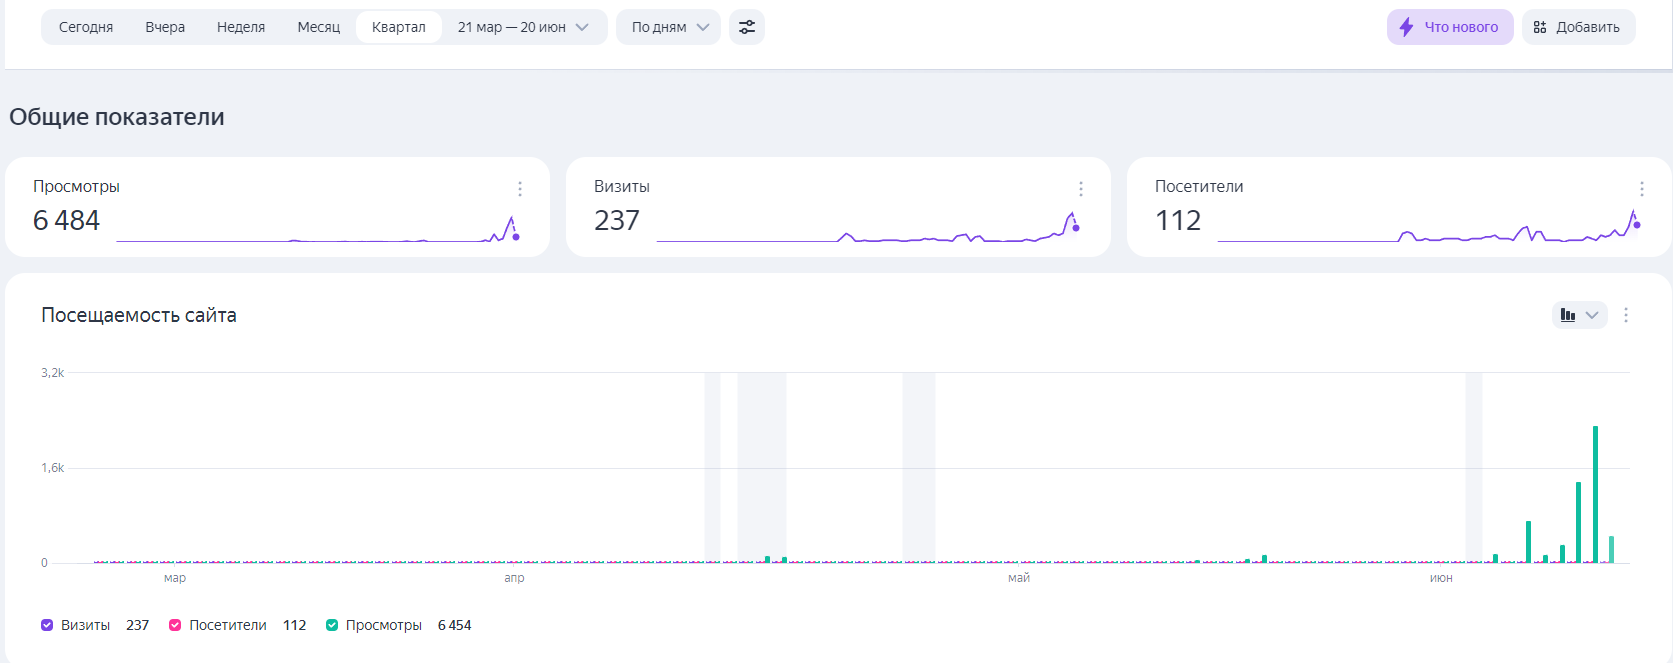 Сегодня Вчера Неделя Месяц Квартал 21 мар — 20 июн По дням Что нового Добавить
Общие показатели
Просмотры
6 484
Визиты
237
Посетители
112
Посещаемость сайта
3,2k
1,6k
0
мар апр май июн
Визиты 237 Посетители 112 Просмотры 6 454